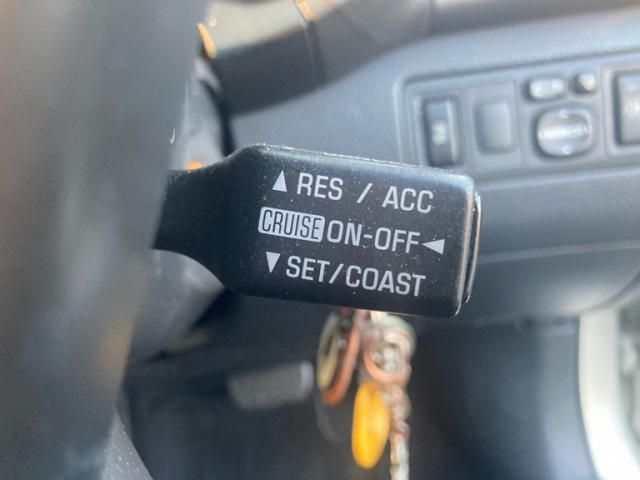 ▲ RES / ACC
CRUISE ON-OFF ◄
▼ SET/COAST